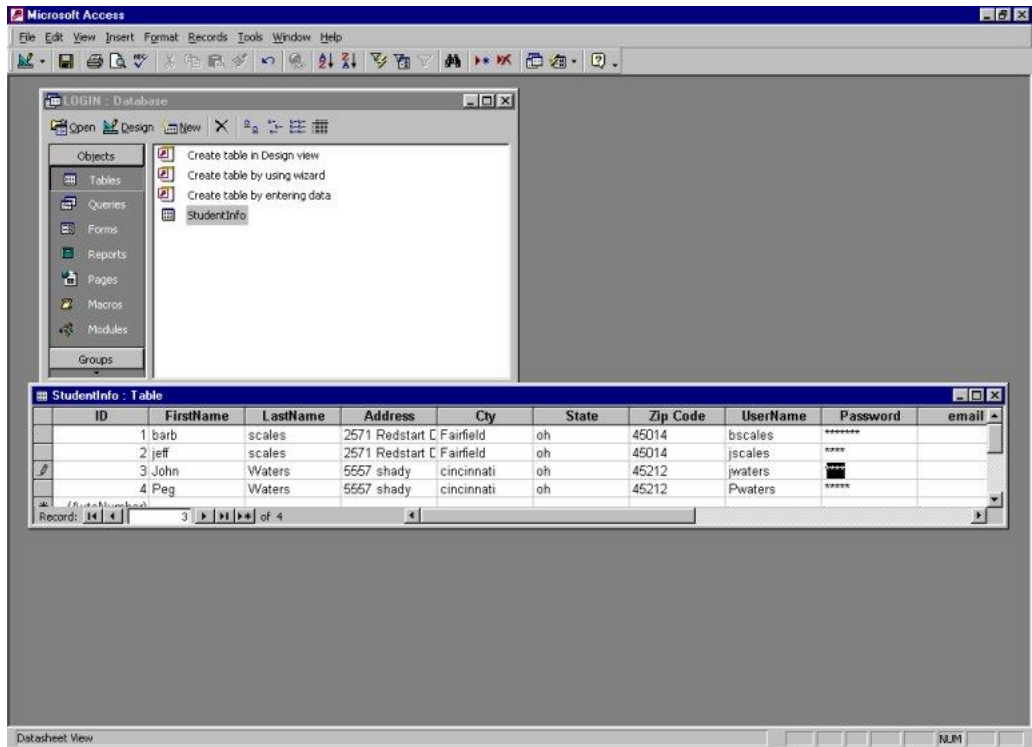 Microsoft Access
File Edit View Insert Format Records Tools Window Help
LOGIN : Database
Open Design New
Objects
Tables
Queries
Forms
Reports
Pages
Macros
Modules
Groups
Create table in Design view
Create table by using wizard
Create table by entering data
StudentInfo
StudentInfo : Table
ID FirstName LastName Address Cty State Zip Code UserName Password email
1 barb scales 2571 Redstart D Fairfield oh 45014 bscales *******
2 jeff scales 2571 Redstart D Fairfield oh 45014 jscales ****
3 John Waters 5557 shady cincinnati oh 45212 jwaters
4 Peg Waters 5557 shady cincinnati oh 45212 Pwaters *****
(AutoNumber)
Record: 3 of 4
Datasheet View NUM